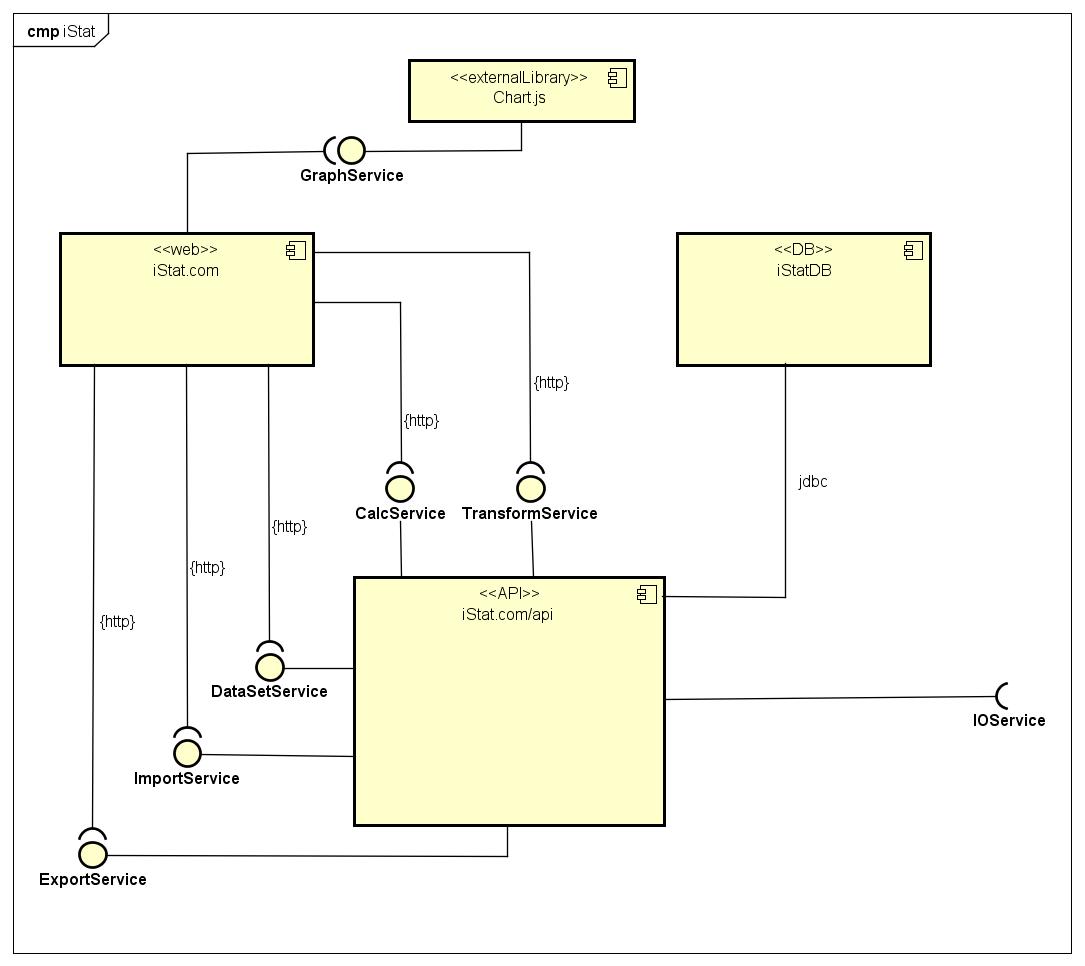 cmp iStat
<<externalLibrary>>
Chart.js
GraphService
<<web>>
iStat.com
<<DB>>
iStatDB
{http}
{http}
jdbc
CalcService
TransformService
{http}
{http}
<<API>>
iStat.com/api
{http}
DataSetService
IOService
ImportService
ExportService